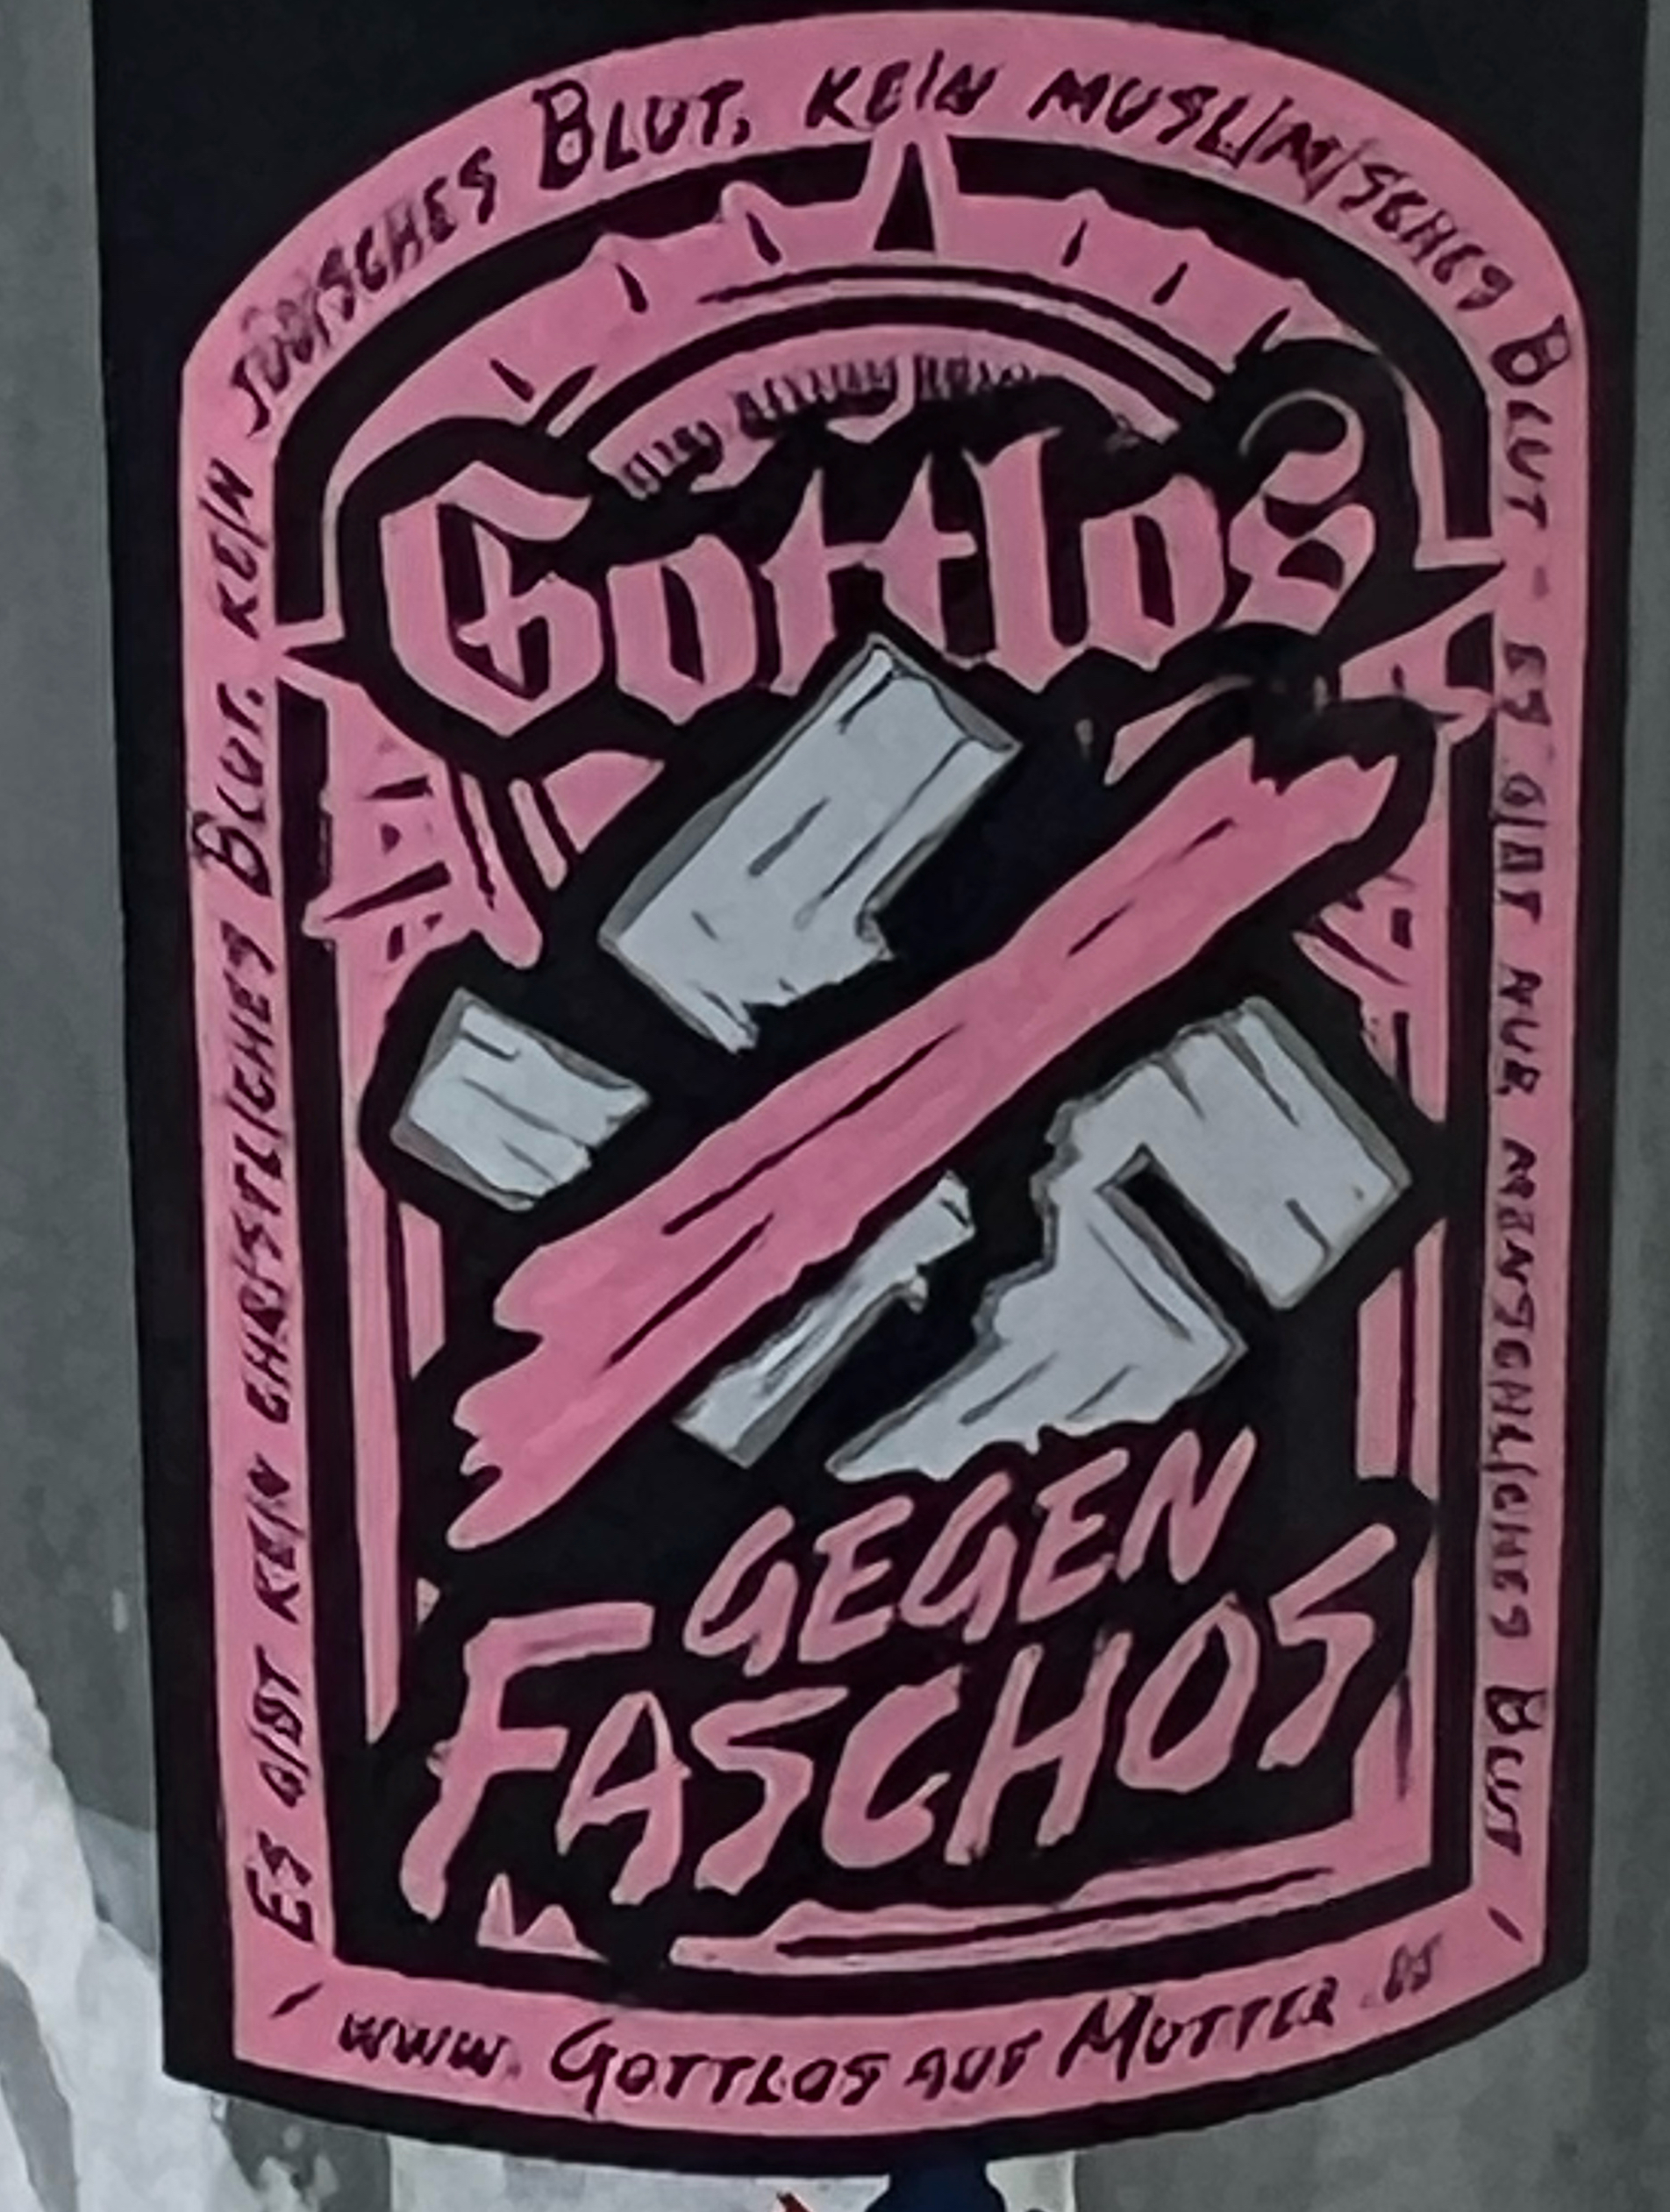 Es gibt kein christliches Blut. kein jüdisches Blut. kein muslimisches Blut - es gibt nur menschliches Blut
Gottlos
GEGEN
FASCHOS
www.Gottlos auf Mutter.de